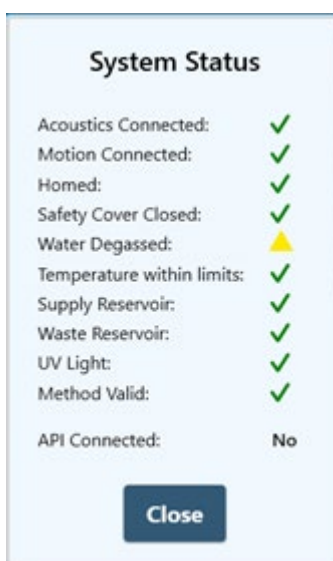 System Status
Acoustics Connected:
Motion Connected:
Homed:
Safety Cover Closed:
Water Degassed:
Temperature within limits:
Supply Reservoir:
Waste Reservoir:
UV Light:
Method Valid:
API Connected: No
Close